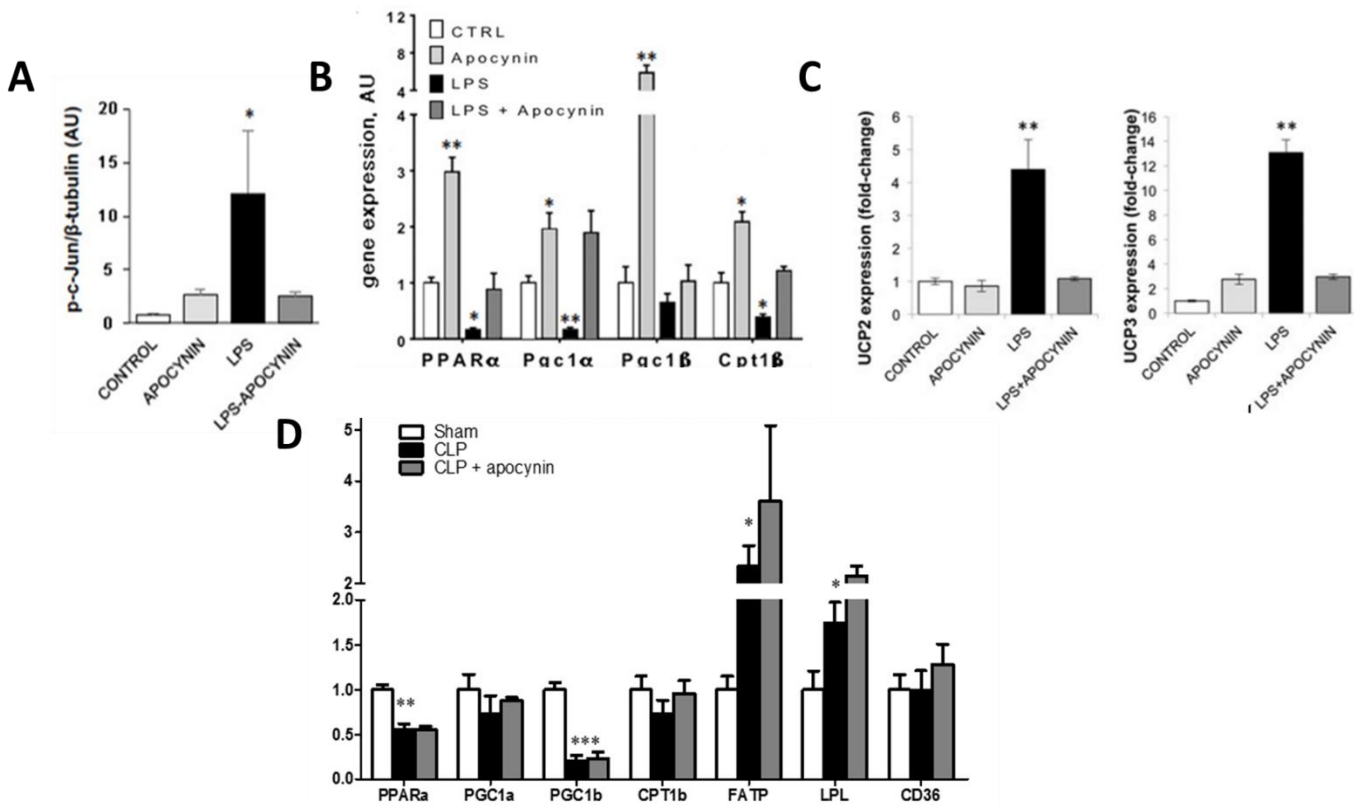 A
p-c-Jun/β-tubulin (AU)
20
15
10
5
0
*
CONTROL
APOCYNIN
LPS
LPS-APOCYNIN
B
gene expression, AU
12
8
4
4
3
2
1
0
CTRL
Apocynin
LPS
LPS + Apocynin
**
*
*
**
**
*
*
PPARα
Pgc1α
Pgc1β
Cpt1β
C
UCP2 expression (fold-change)
6
5
4
3
2
1
0
**
CONTROL
APOCYNIN
LPS
LPS+APOCYNIN
UCP3 expression (fold-change)
16
14
12
10
8
6
4
2
0
**
CONTROL
APOCYNIN
LPS
LPS+APOCYNIN
D
Sham
CLP
CLP + apocynin
5
4
3
2
2.0
1.5
1.0
0.5
0.0
**
***
*
*
PPARa
PGC1a
PGC1b
CPT1b
FATP
LPL
CD36